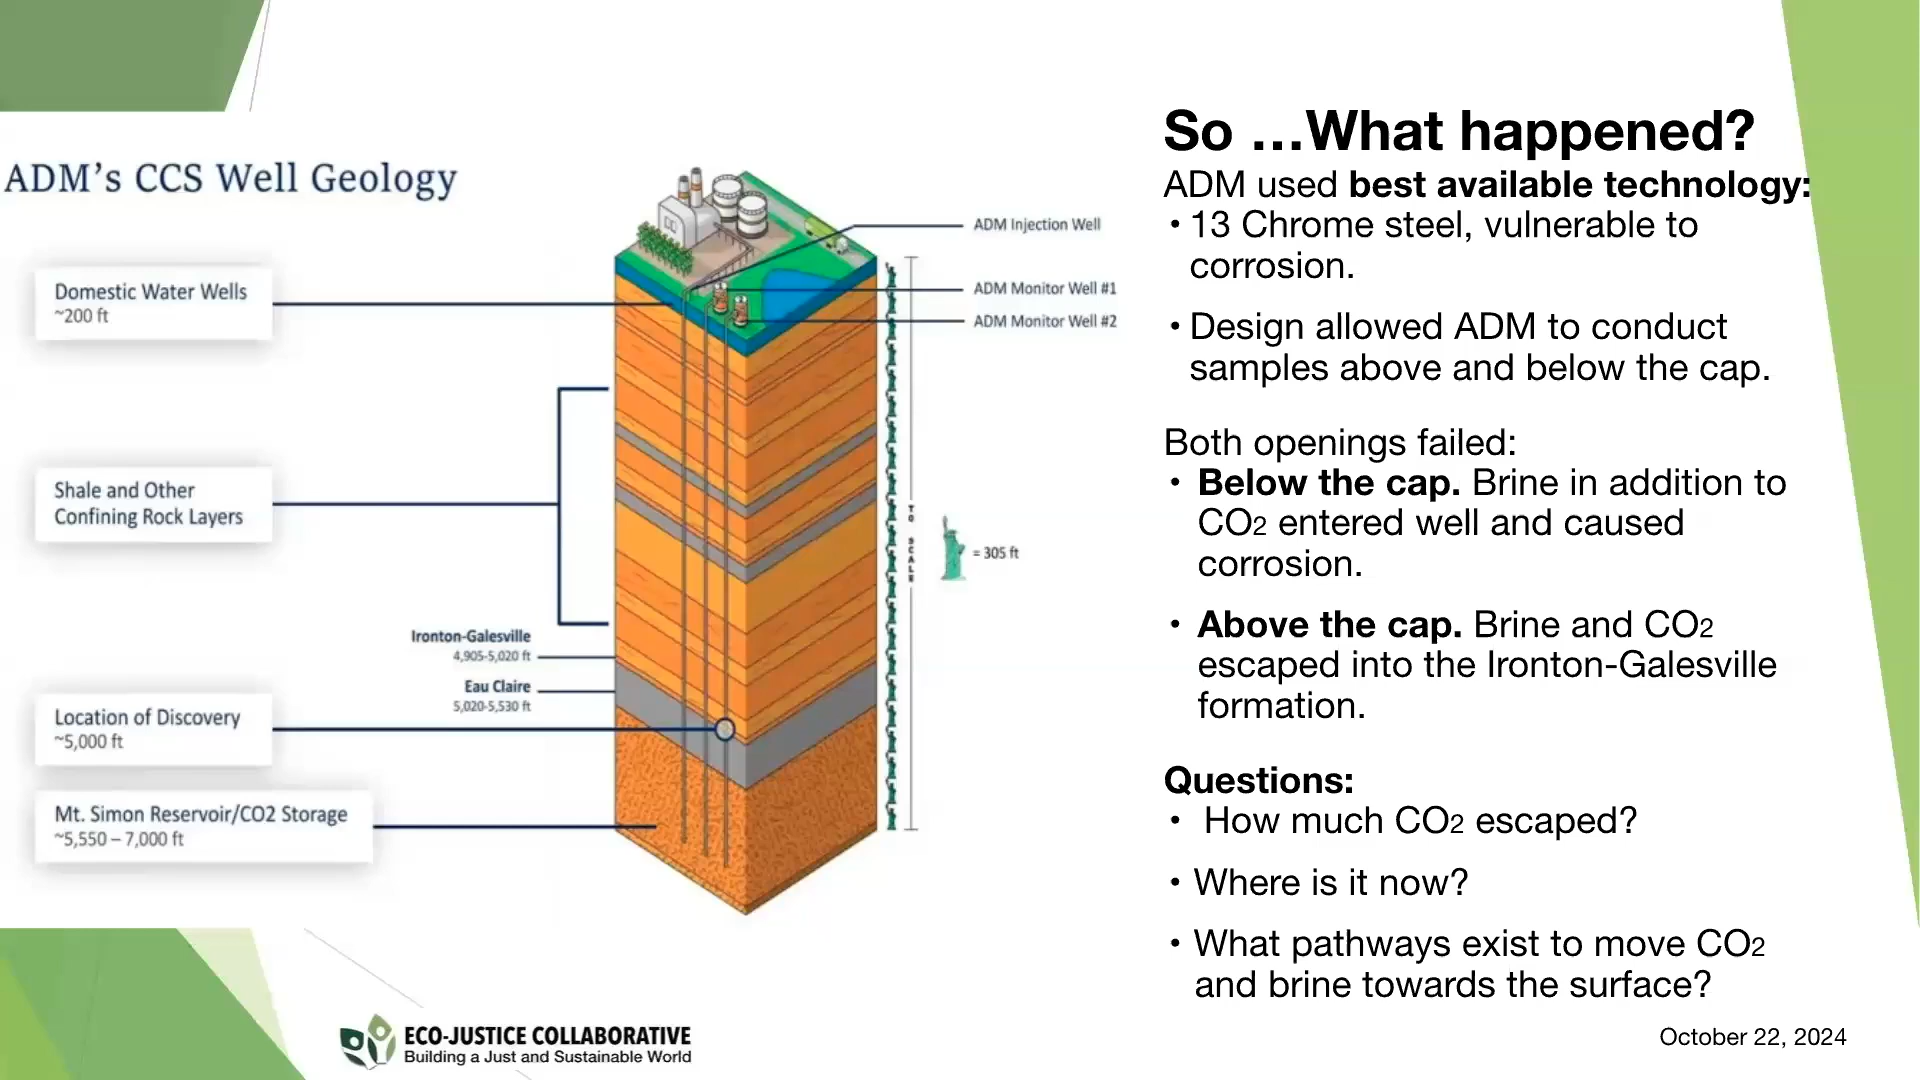 ADM's CCS Well Geology
Domestic Water Wells
~200 ft
Shale and Other
Confining Rock Layers
Ironton-Galesville
4,905-5,020 ft
Eau Claire
5,020-5,530 ft
Location of Discovery
~5,000 ft
Mt. Simon Reservoir/CO2 Storage
~5,550 – 7,000 ft
ADM Injection Well
ADM Monitor Well #1
ADM Monitor Well #2
TO SCALE
= 305 ft
So ...What happened?
ADM used best available technology:
• 13 Chrome steel, vulnerable to
corrosion.
• Design allowed ADM to conduct
samples above and below the cap.
Both openings failed:
• Below the cap. Brine in addition to
CO2 entered well and caused
corrosion.
• Above the cap. Brine and CO2
escaped into the Ironton-Galesville
formation.
Questions:
• How much CO2 escaped?
• Where is it now?
• What pathways exist to move CO2
and brine towards the surface?
ECO-JUSTICE COLLABORATIVE
Building a Just and Sustainable World
October 22, 2024